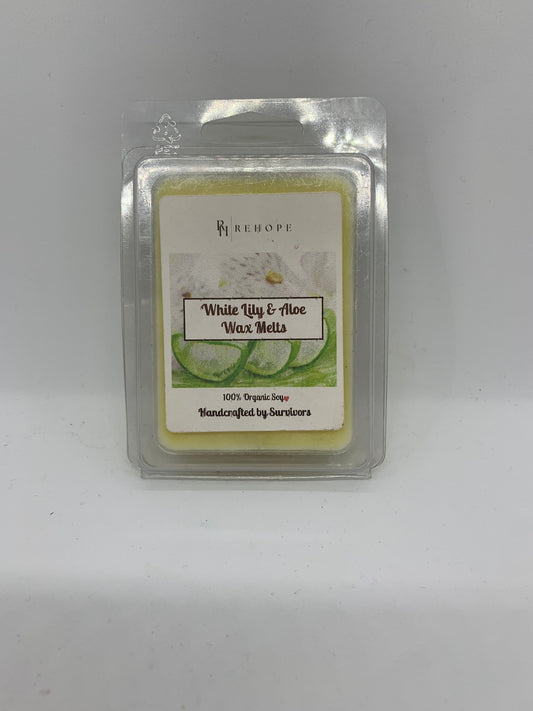 RH REHOPE
White Lily & Aloe
Wax Melts
100% Organic Soy
Handcrafted by Survivors